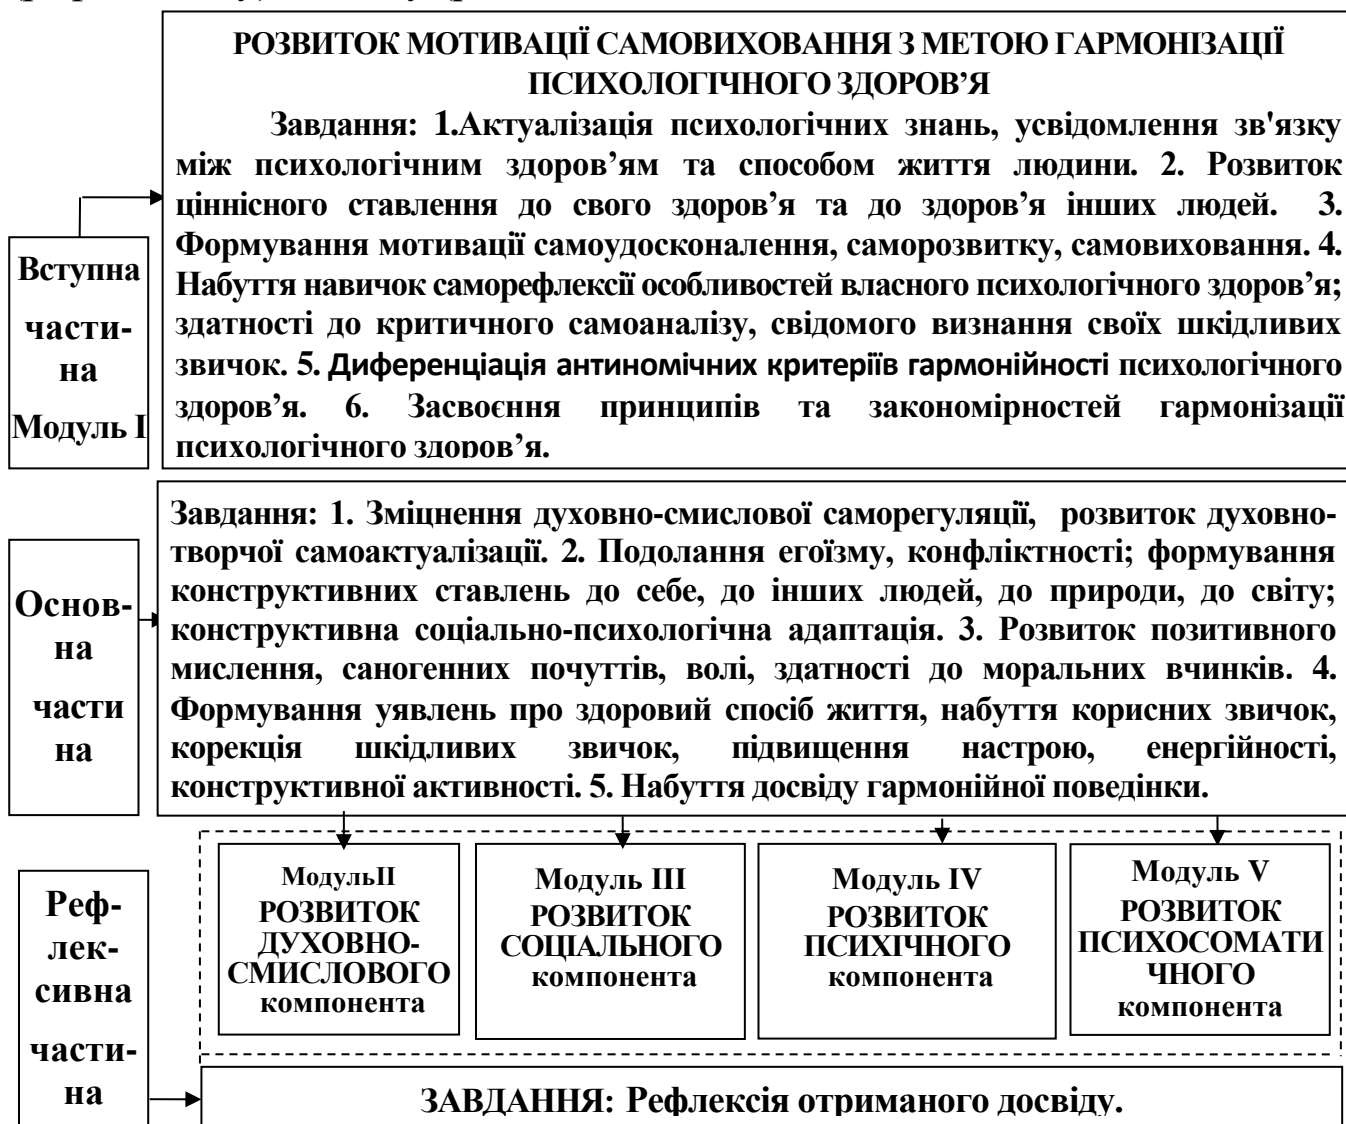 РОЗВИТОК МОТИВАЦІЇ САМОВИХОВАННЯ З МЕТОЮ ГАРМОНІЗАЦІЇ
ПСИХОЛОГІЧНОГО ЗДОРОВ’Я
Завдання: 1.Актуалізація психологічних знань, усвідомлення зв'язку
між психологічним здоров’ям та способом життя людини. 2. Розвиток
ціннісного ставлення до свого здоров’я та до здоров’я інших людей. 3.
Формування мотивації самоудосконалення, саморозвитку, самовиховання. 4.
Набуття навичок саморефлексії особливостей власного психологічного здоров’я;
здатності до критичного самоаналізу, свідомого визнання своїх шкідливих
звичок. 5. Диференціація антиномічних критеріїв гармонійності психологічного
здоров’я. 6. Засвоєння принципів та закономірностей гармонізації
психологічного здоров’я.
Вступна
части-
на
Модуль І
Завдання: 1. Зміцнення духовно-смислової саморегуляції, розвиток духовно-
творчої самоактуалізації. 2. Подолання егоїзму, конфліктності; формування
конструктивних ставлень до себе, до інших людей, до природи, до світу;
конструктивна соціально-психологічна адаптація. 3. Розвиток позитивного
мислення, саногенних почуттів, волі, здатності до моральних вчинків. 4.
Формування уявлень про здоровий спосіб життя, набуття корисних звичок,
корекція шкідливих звичок, підвищення настрою, енергійності,
конструктивної активності. 5. Набуття досвіду гармонійної поведінки.
Основ-
на
части
на
МодульІІ
РОЗВИТОК
ДУХОВНО-
СМИСЛОВОГО
компонента
Модуль ІІІ
РОЗВИТОК
СОЦІАЛЬНОГО
компонента
Модуль IV
РОЗВИТОК
ПСИХІЧНОГО
компонента
Модуль V
РОЗВИТОК
ПСИХОСОМАТИ
ЧНОГО
компонента
Реф-
лек-
сивна
части-
на
ЗАВДАННЯ: Рефлексія отриманого досвіду.